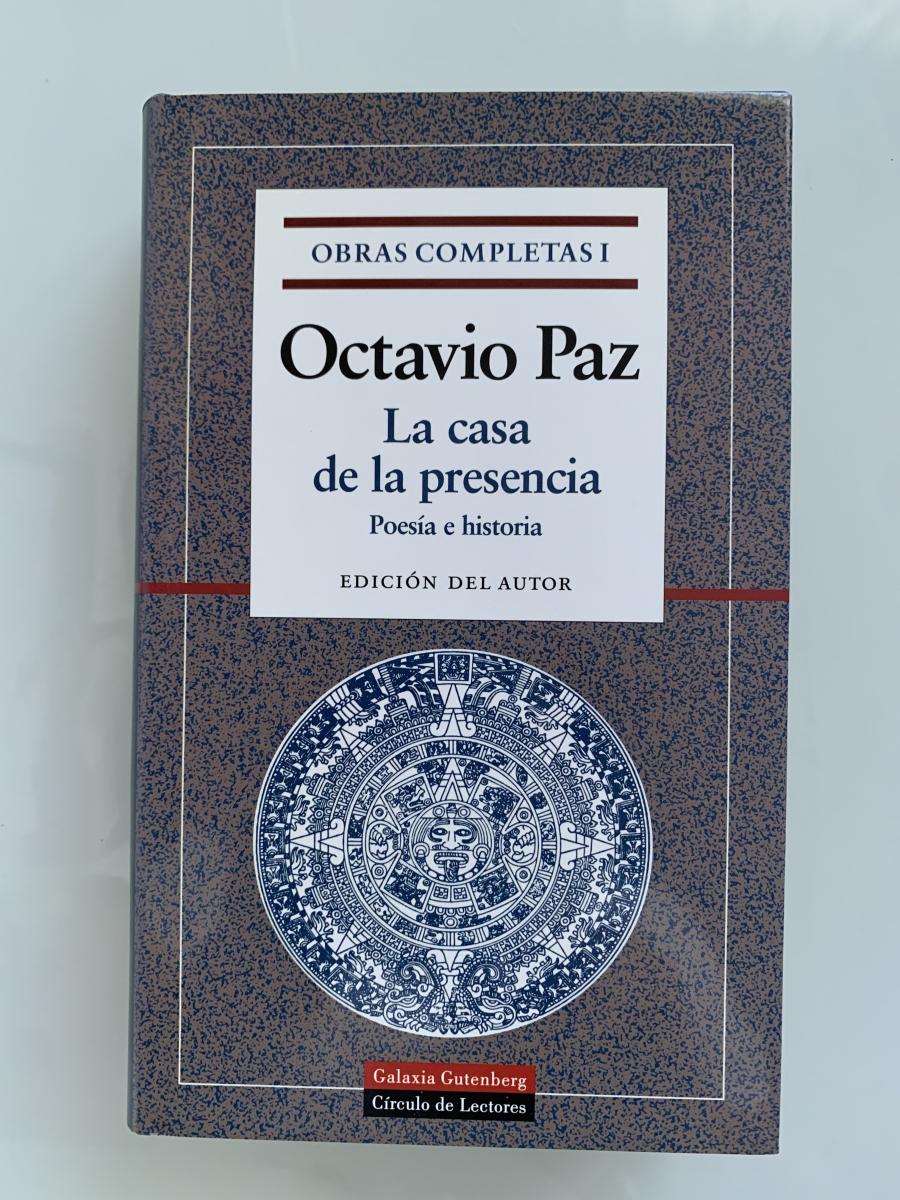 OBRAS COMPLETAS I
Octavio Paz
La casa
de la presencia
Poesía e historia
EDICIÓN DEL AUTOR
Galaxia Gutenberg
Círculo de Lectores